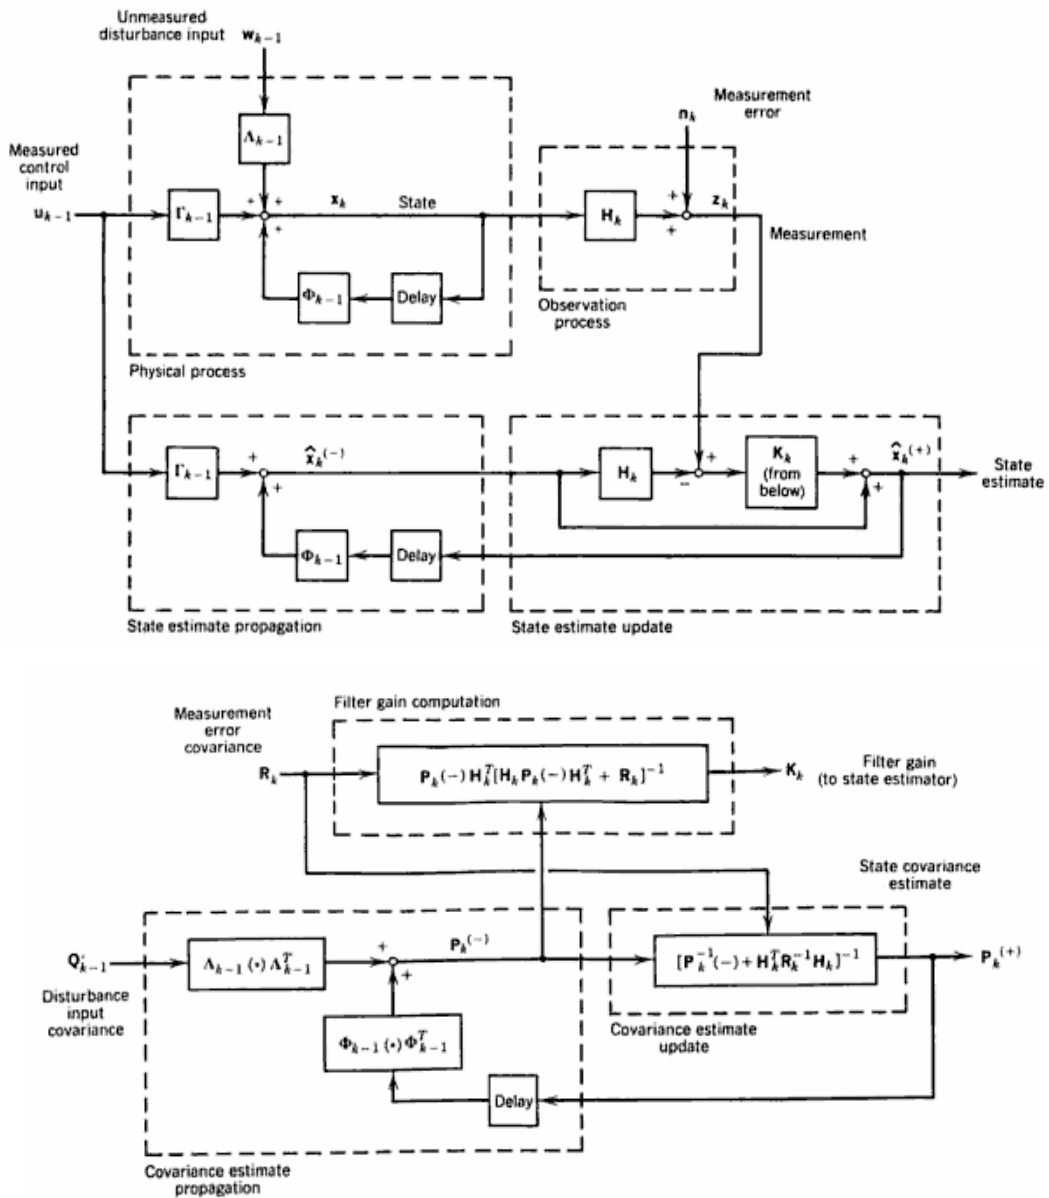 Unmeasured
disturbance input w_{k−1}
Λ_{k−1}
Measurement
error
n_k
Measured
control
input
u_{k−1}
Γ_{k−1}
+ +
+
x_k State
H_k
+
+
z_k
Measurement
Φ_{k−1} Delay
Observation
process
Physical process
Γ_{k−1}
+
+
x̂_k(−)
H_k
+
−
K_k
(from
below)
+
+
x̂_k(+)
State
estimate
Φ_{k−1} Delay
State estimate propagation
State estimate update
Filter gain computation
Measurement
error
covariance
R_k
P_k(−)H_k^T[H_kP_k(−)H_k^T + R_k]^{−1}
K_k
Filter gain
(to state estimator)
State covariance
estimate
Q'_{k−1}
Λ_{k−1}(•)Λ_{k−1}^T
+
+
P_k(−)
[P_k^{−1}(−)+H_k^TR_k^{−1}H_k]^{−1}
P_k(+)
Disturbance
input
covariance
Φ_{k−1}(•)Φ_{k−1}^T
Covariance estimate
update
Delay
Covariance estimate
propagation